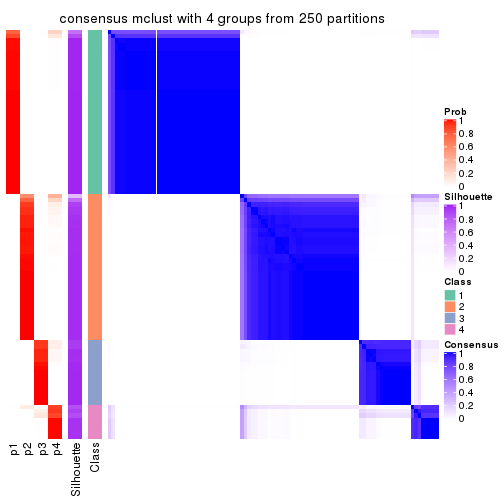 consensus mclust with 4 groups from 250 partitions
Prob
1
0.8
0.6
0.4
0.2
0
Silhouette
1
0.8
0.6
0.4
0.2
0
Class
1
2
3
4
Consensus
1
0.8
0.6
0.4
0.2
0
p1
p2
p3
p4
Silhouette
Class